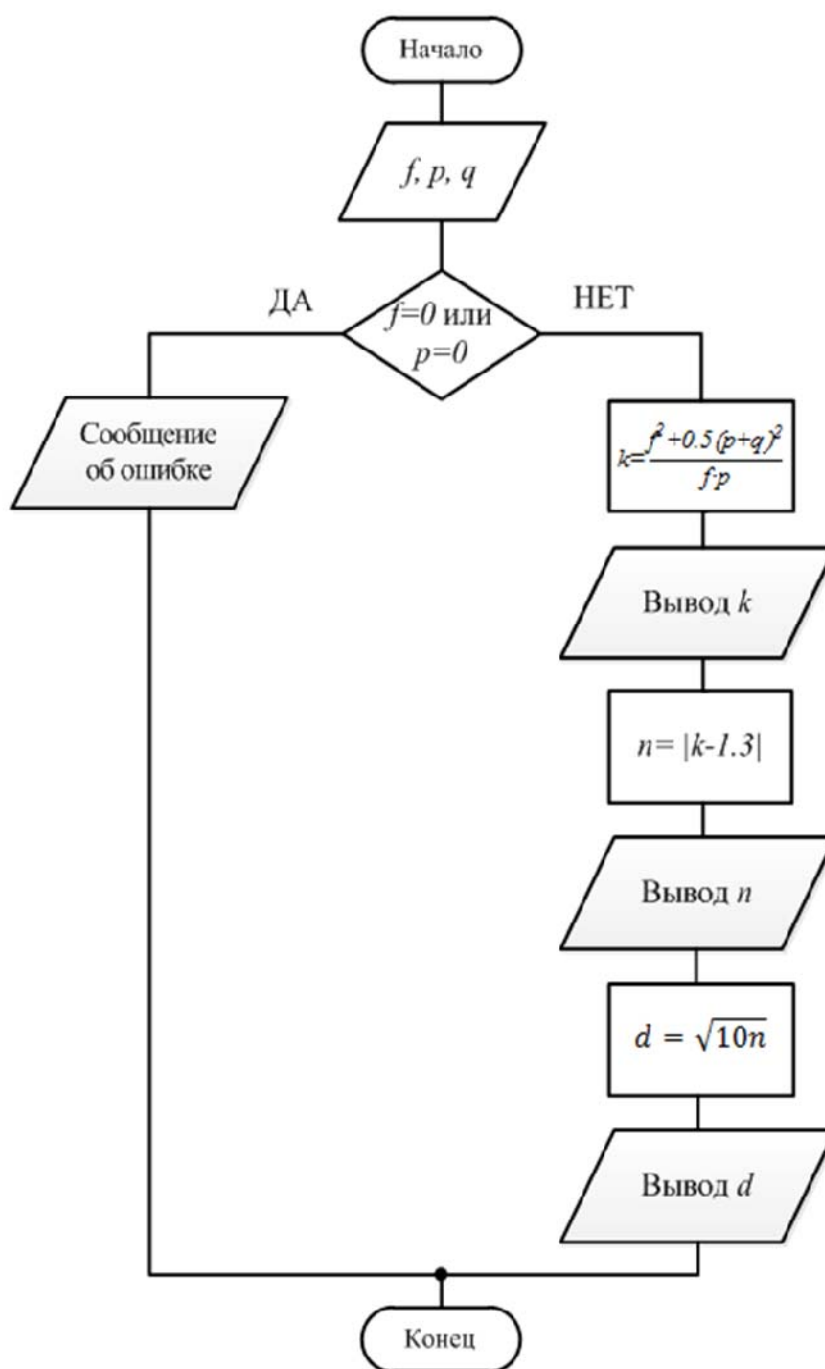 Начало
f, p, q
ДА
НЕТ
f=0 или
p=0
Сообщение
об ошибке
k=
f²+0.5(p+q)²
f·p
Вывод k
n= |k-1.3|
Вывод n
d = √10n
Вывод d
Конец